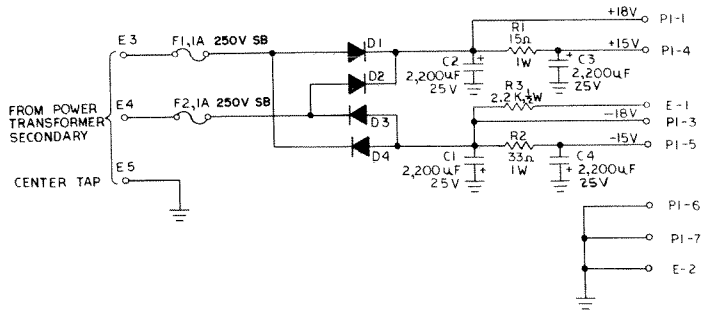 +18V
P1-1
E3
F1,1A 250V SB
D1
R1
15Ω
1W
+15V
P1-4
C2
2,200uF
25V
+
C3
2,200uF
25V
+
D2
FROM POWER
TRANSFORMER
SECONDARY
E4
F2,1A 250V SB
D3
R3
2.2K,½W
E-1
-18V
P1-3
D4
R2
33Ω
1W
-15V
P1-5
C1
2,200uF
25V
+
C4
2,200uF
25V
+
CENTER TAP
E5
P1-6
P1-7
E-2